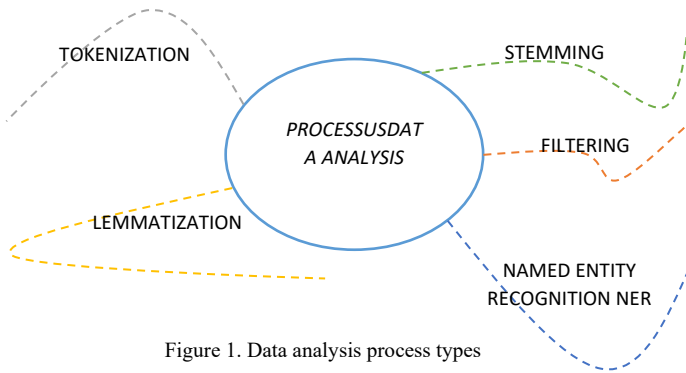 TOKENIZATION
STEMMING
PROCESSUSDAT
A ANALYSIS
FILTERING
LEMMATIZATION
NAMED ENTITY
RECOGNITION NER
Figure 1. Data analysis process types